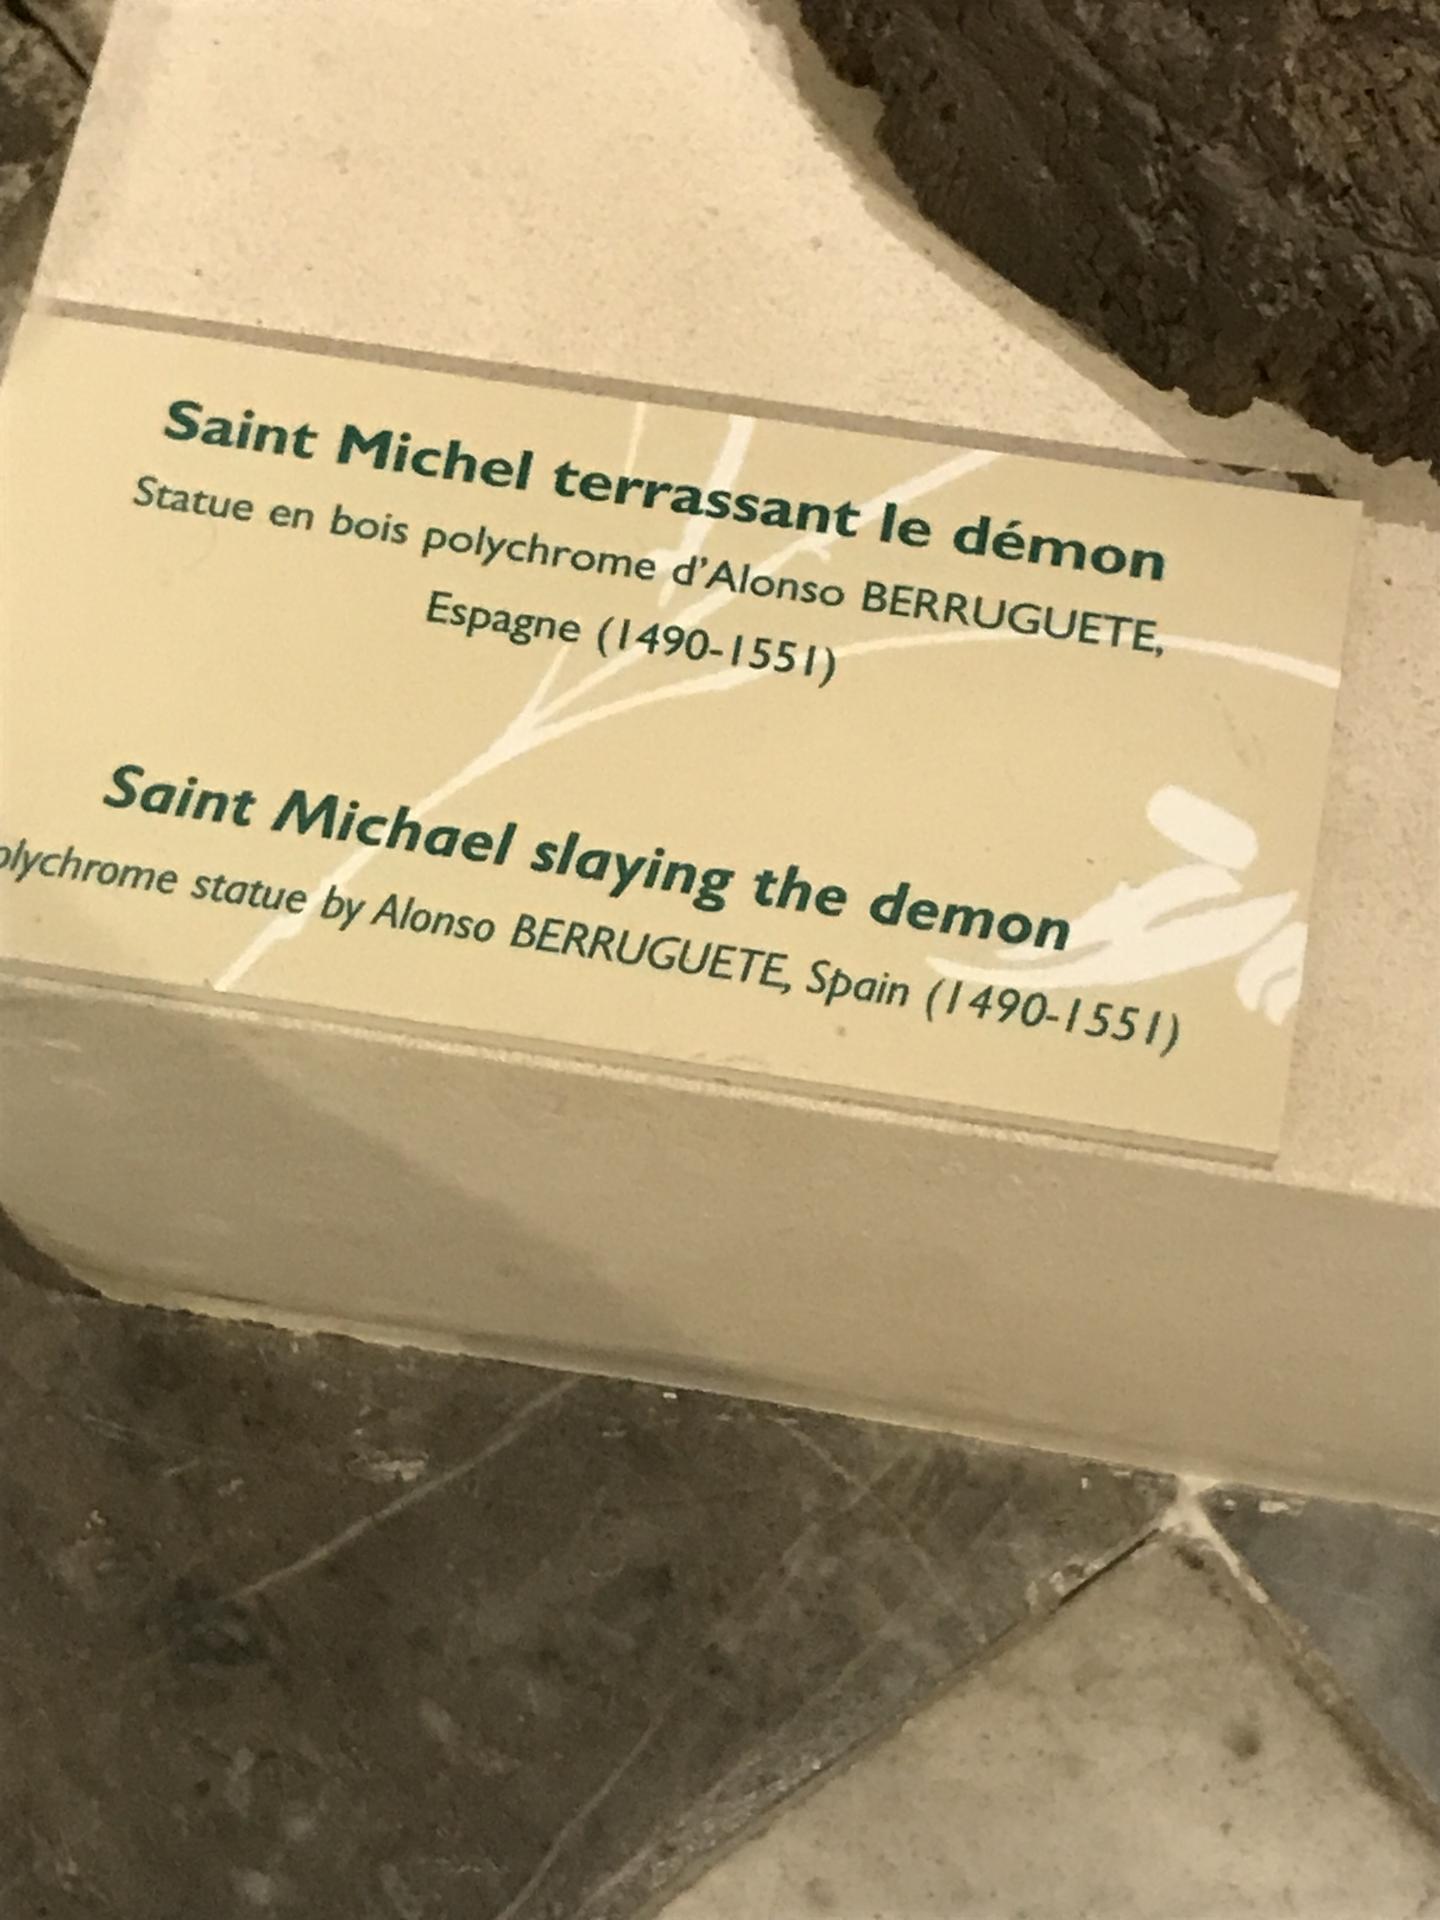 Saint Michel terrassant le démon
Statue en bois polychrome d'Alonso BERRUGUETE,
Espagne (1490-1551)
Saint Michael slaying the demon
olychrome statue by Alonso BERRUGUETE, Spain (1490-1551)